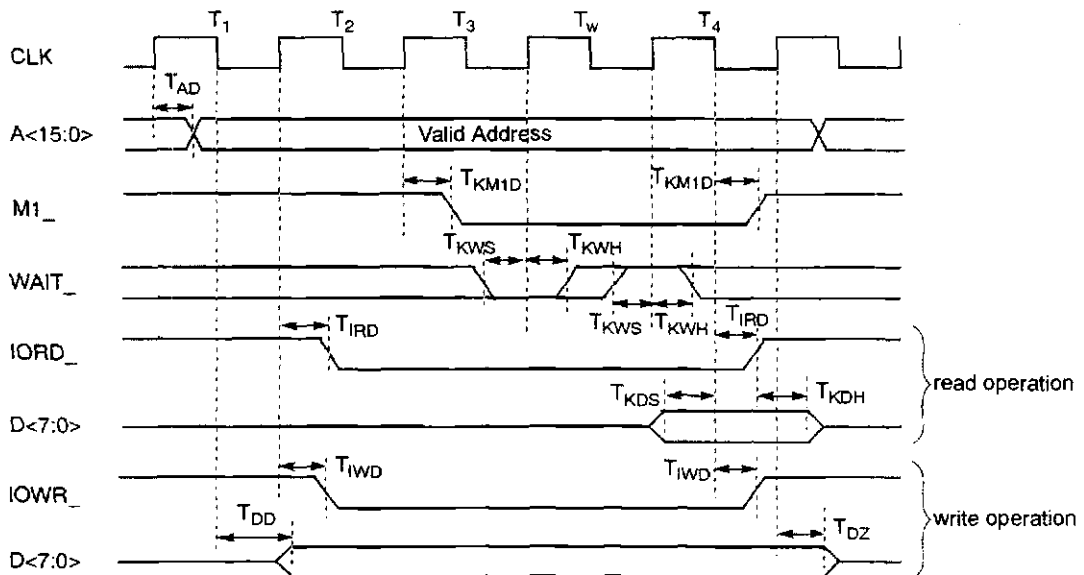 T1 T2 T3 Tw T4
CLK
TAD
A<15:0> Valid Address
TKM1D TKM1D
M1_
TKWS TKWH
WAIT_
TKWS TKWH TIRD
TIRD
IORD_
read operation
TKDS TKDH
D<7:0>
TIWD TIWD
IOWR_
TDD write operation
TDZ
D<7:0>